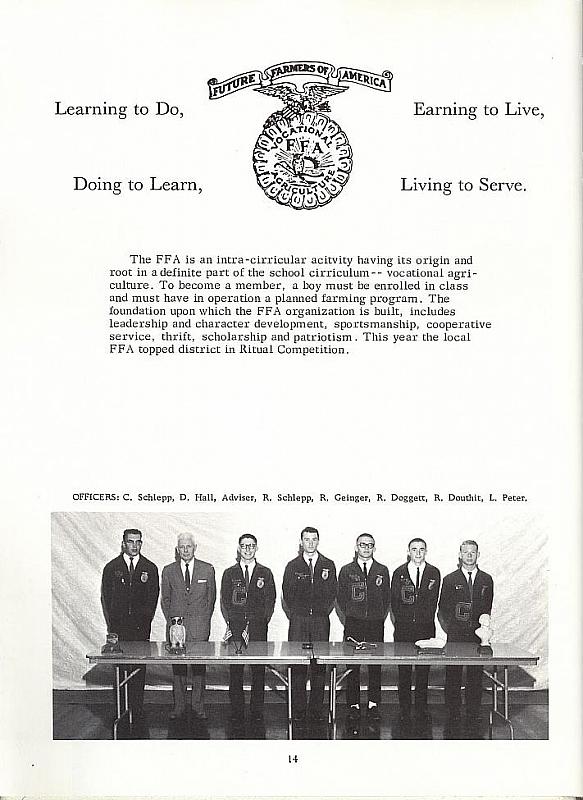 FUTURE FARMERS OF AMERICA
Learning to Do,
Earning to Live,
VOCATIONAL
FFA
AGRICULTURE
Doing to Learn,
Living to Serve.
The FFA is an intra-cirricular acitvity having its origin and
root in a definite part of the school cirriculum-- vocational agri-
culture. To become a member, a boy must be enrolled in class
and must have in operation a planned farming program. The
foundation upon which the FFA organization is built, includes
leadership and character development, sportsmanship, cooperative
service, thrift, scholarship and patriotism. This year the local
FFA topped district in Ritual Competition.
OFFICERS: C. Schlepp, D. Hall, Adviser, R. Schlepp, R. Geinger, R. Doggett, R. Douthit, L. Peter.
C
C
C
C
14